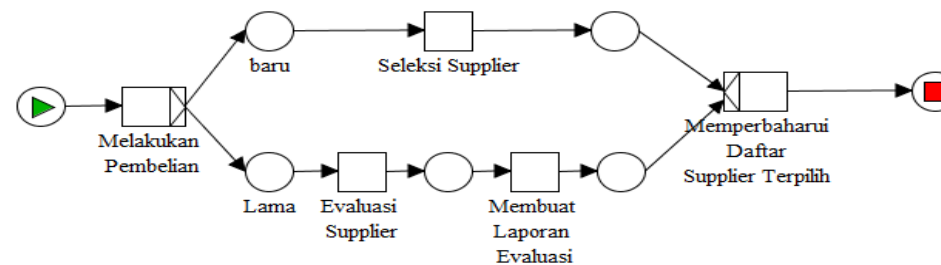 baru
Seleksi Supplier
Melakukan
Pembelian
Memperbaharui
Daftar
Supplier Terpilih
Lama
Evaluasi
Supplier
Membuat
Laporan
Evaluasi